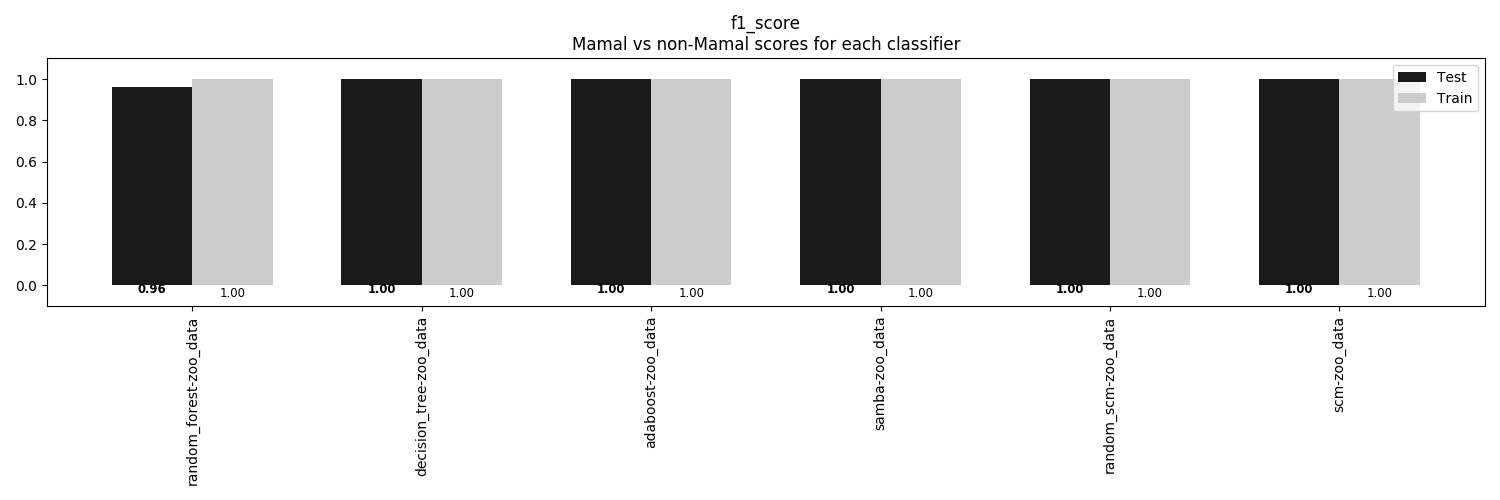 f1_score
Mamal vs non-Mamal scores for each classifier
1.0
0.8
0.6
0.4
0.2
0.0
Test
Train
0.96 1.00 1.00 1.00 1.00 1.00 1.00 1.00 1.00 1.00 1.00 1.00
random_forest-zoo_data
decision_tree-zoo_data
adaboost-zoo_data
samba-zoo_data
random_scm-zoo_data
scm-zoo_data